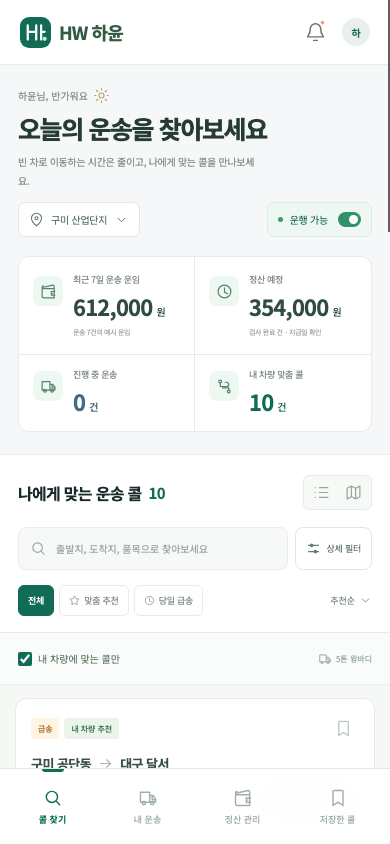 HW 하윤
하
하윤님, 반가워요
오늘의 운송을 찾아보세요
빈 차로 이동하는 시간은 줄이고, 나에게 맞는 콜을 만나보세
요.
구미 산업단지
운행 가능
최근 7일 운송 운임
612,000 원
운송 7건의 예시 운임
정산 예정
354,000 원
검사 완료 건 · 지급일 확인
진행 중 운송
0 건
내 차량 맞춤 콜
10 건
나에게 맞는 운송 콜 10
출발지, 도착지, 품목으로 찾아보세요
상세 필터
전체
맞춤 추천
당일 급송
추천순
내 차량에 맞는 콜만
5톤 윙바디
급송
내 차량 추천
구미 공단동 → 대구 달서
콜 찾기
내 운송
정산 관리
저장한 콜